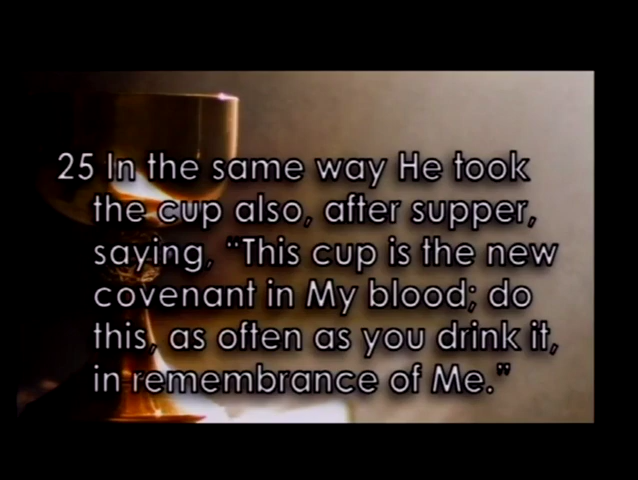 25 In the same way He took
the cup also, after supper,
saying, “This cup is the new
covenant in My blood; do
this, as often as you drink it,
in remembrance of Me.”